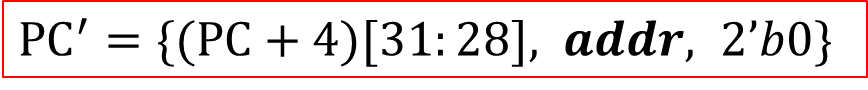 PC′ = {(PC + 4)[31: 28], addr, 2’b0}